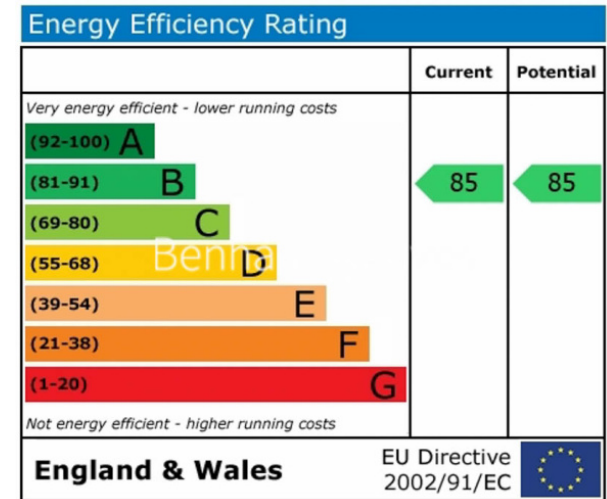 Energy Efficiency Rating
Current Potential
Very energy efficient - lower running costs
(92-100) A
(81-91) B 85 85
(69-80) C
(55-68) D
(39-54) E
(21-38) F
(1-20) G
Not energy efficient - higher running costs
England & Wales
EU Directive
2002/91/EC